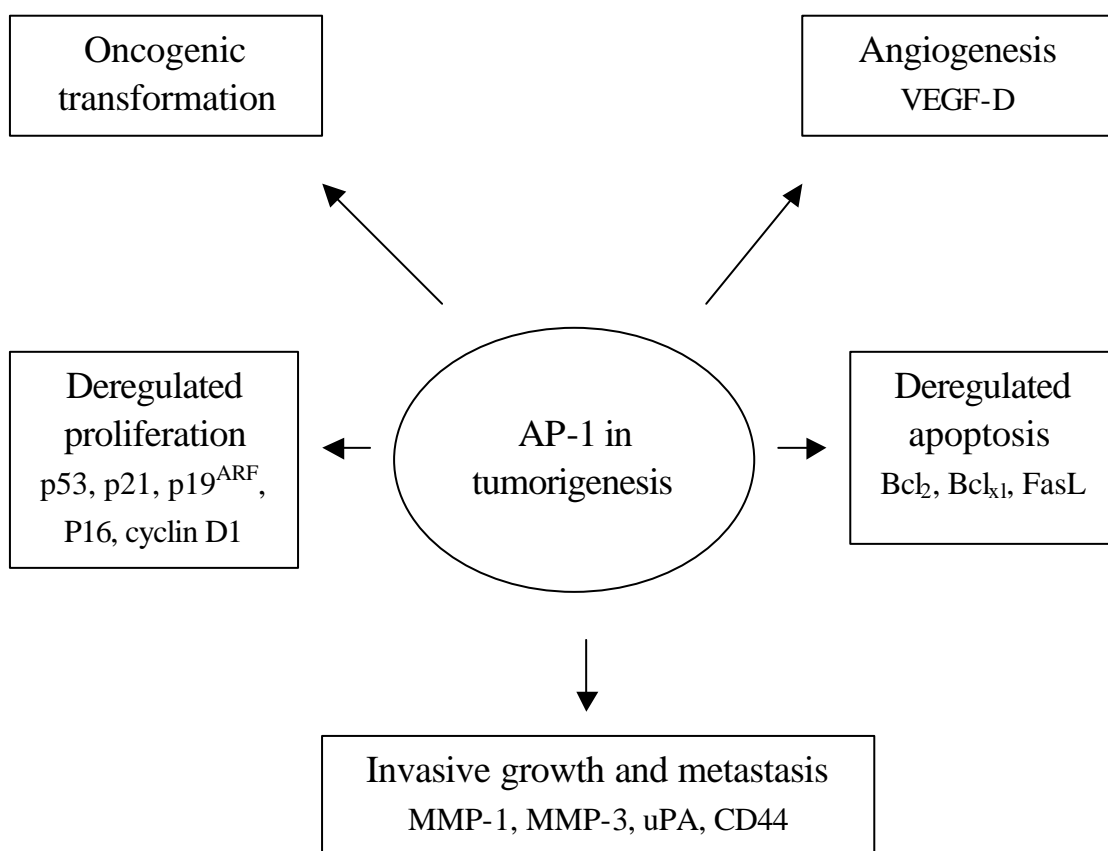 Oncogenic
transformation
Angiogenesis
VEGF-D
Deregulated
proliferation
p53, p21, p19ᴬᴿᶠ,
P16, cyclin D1
AP-1 in
tumorigenesis
Deregulated
apoptosis
Bcl₂, Bclₓₗ, FasL
Invasive growth and metastasis
MMP-1, MMP-3, uPA, CD44